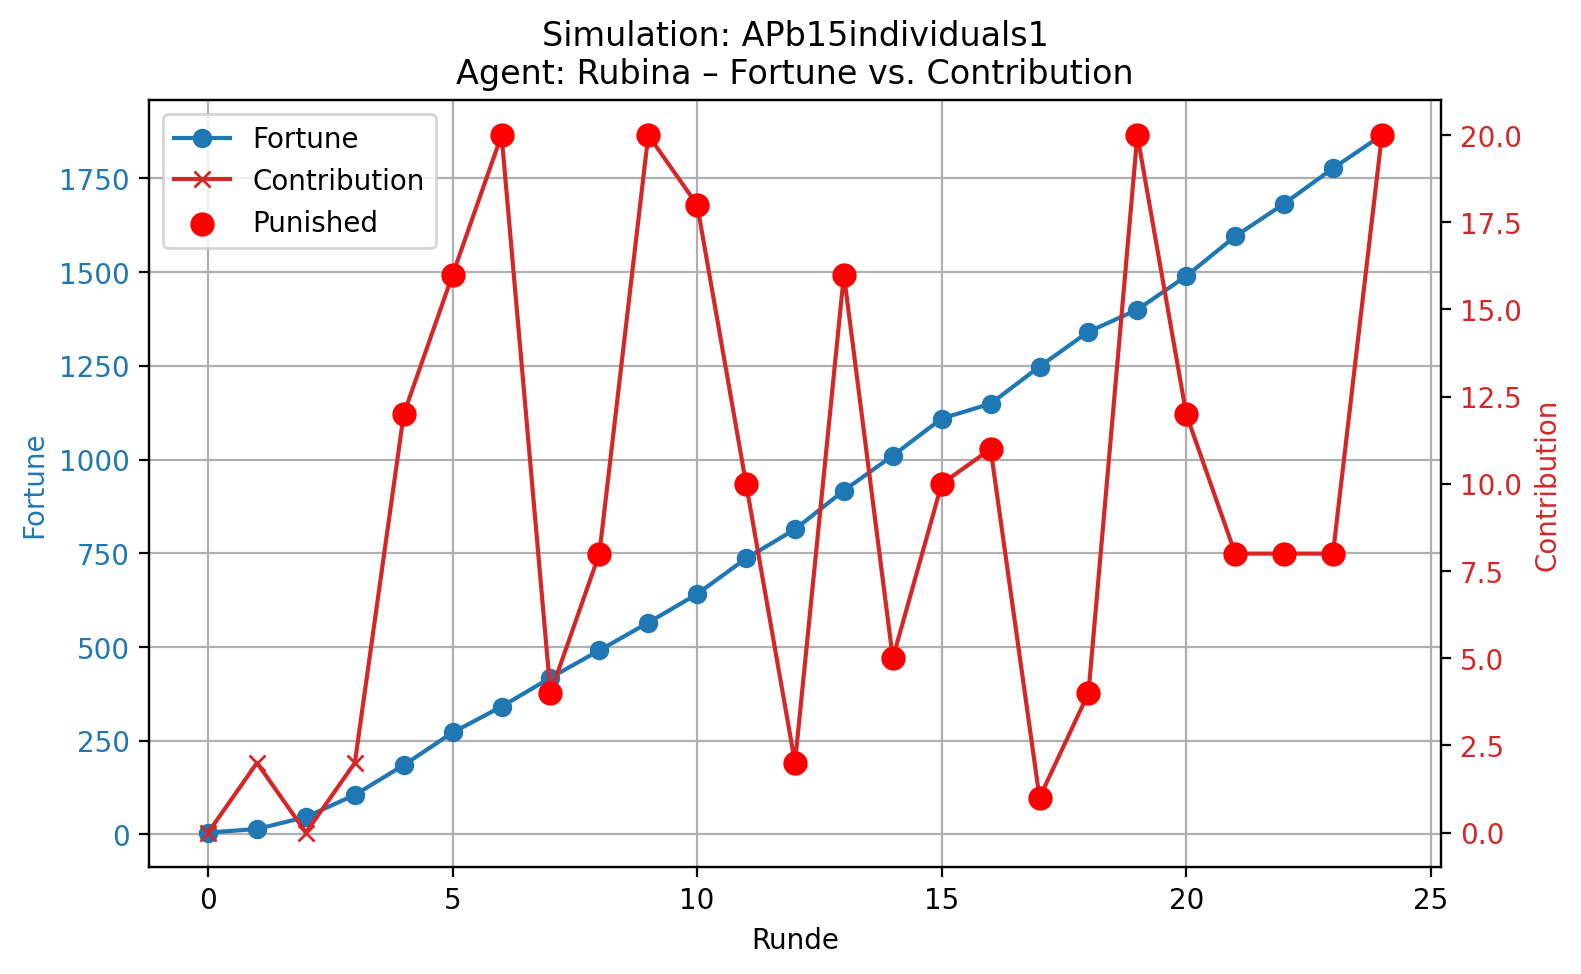 Simulation: APb15individuals1
Agent: Rubina – Fortune vs. Contribution
Fortune
Contribution
Punished
1750
1500
1250
1000
750
500
250
0
Fortune
20.0
17.5
15.0
12.5
10.0
7.5
5.0
2.5
0.0
Contribution
0 5 10 15 20 25
Runde